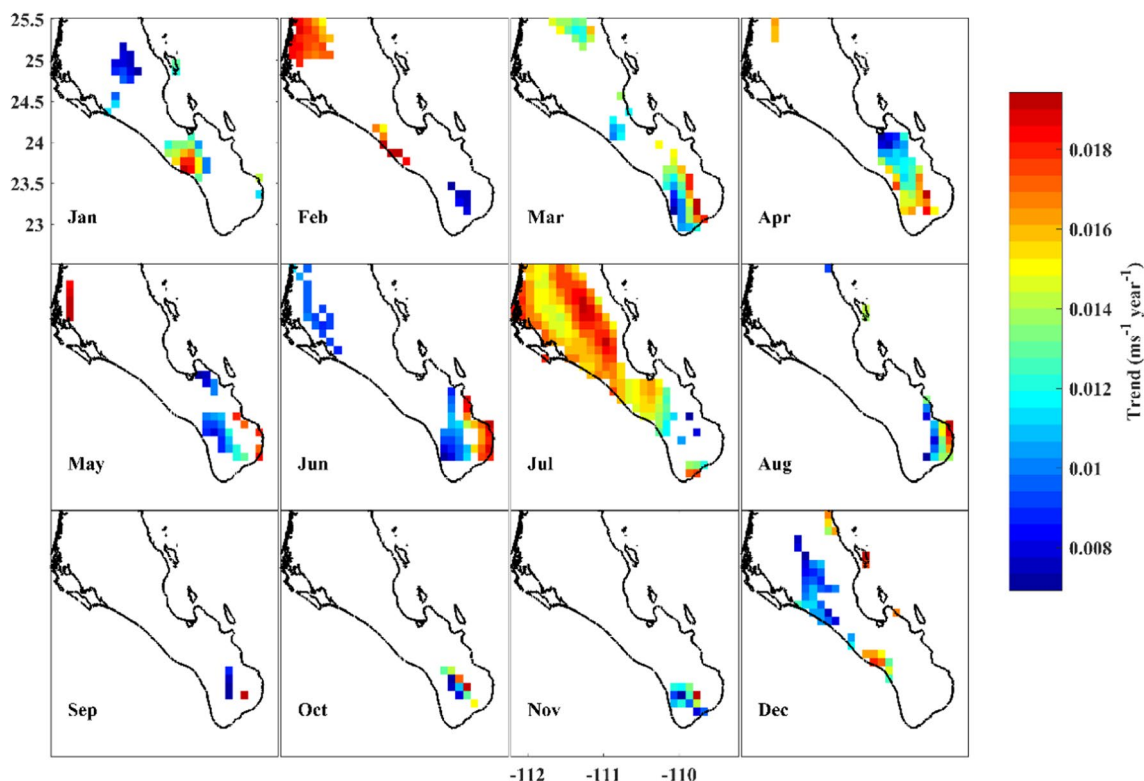 25.5
25
24.5
24
23.5
23
Jan
Feb
Mar
Apr
May
Jun
Jul
Aug
Sep
Oct
Nov
Dec
-112 -111 -110
0.018
0.016
0.014
0.012
0.01
0.008
Trend (ms⁻¹ year⁻¹)